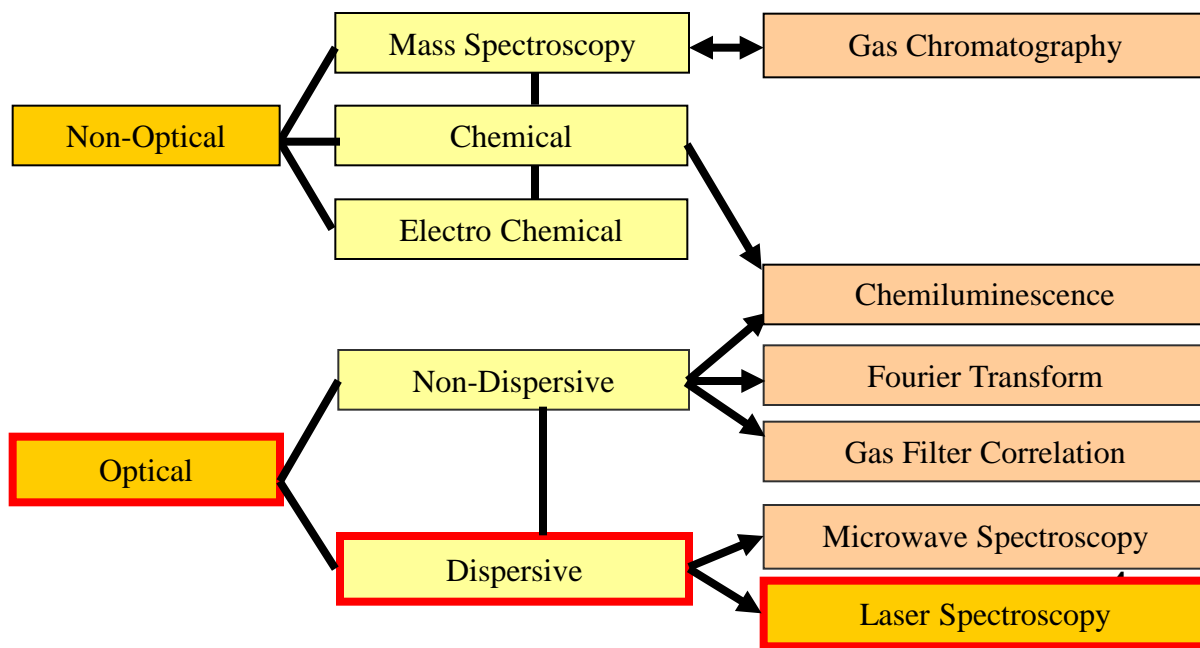 Mass Spectroscopy
Gas Chromatography
Non-Optical
Chemical
Electro Chemical
Chemiluminescence
Non-Dispersive
Fourier Transform
Optical
Gas Filter Correlation
Microwave Spectroscopy
Dispersive
Laser Spectroscopy